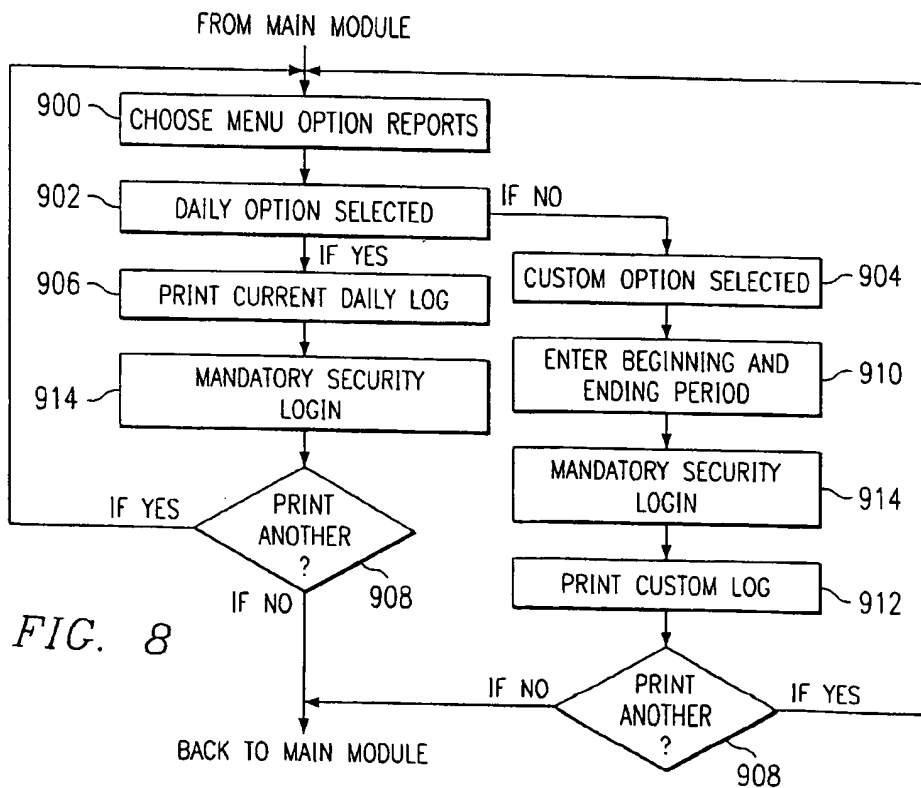 FROM MAIN MODULE
900
CHOOSE MENU OPTION REPORTS
902
DAILY OPTION SELECTED
IF NO
IF YES
906
PRINT CURRENT DAILY LOG
CUSTOM OPTION SELECTED
904
914
MANDATORY SECURITY
LOGIN
ENTER BEGINNING AND
ENDING PERIOD
910
MANDATORY SECURITY
LOGIN
914
IF YES
PRINT
ANOTHER
?
908
IF NO
PRINT CUSTOM LOG
912
FIG. 8
IF NO
PRINT
ANOTHER
?
IF YES
908
BACK TO MAIN MODULE